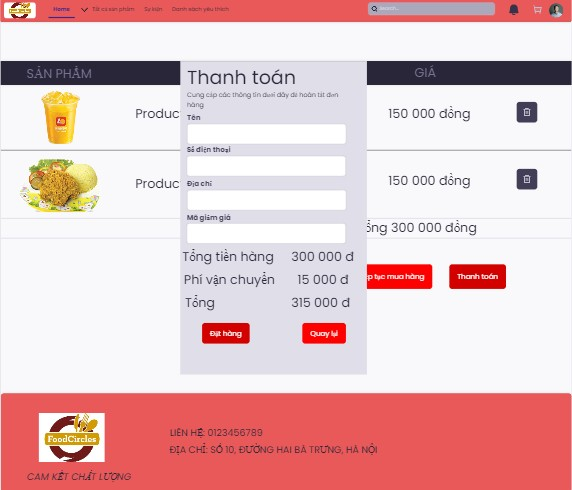 Home Đồ ăn sản phẩm Sự kiện Danh sách yêu thích Search...
SẢN PHẨM
GIÁ
Thanh toán
Cung cấp các thông tin dưới đây để hoàn tất đơn
hàng
Tên
Produc
150 000 đồng
Số điện thoại
Địa chỉ
Produc
150 000 đồng
Mã giảm giá
ổng 300 000 đồng
Tổng tiền hàng 300 000 đ
Phí vận chuyển 15 000 đ
Tổng 315 000 đ
ếp tục mua hàng
Thanh toán
Đặt hàng
Quay lại
FoodCircles
LIÊN HỆ: 0123456789
ĐỊA CHỈ: SỐ 10, ĐƯỜNG HAI BÀ TRƯNG, HÀ NỘI
CAM KẾT CHẤT LƯỢNG